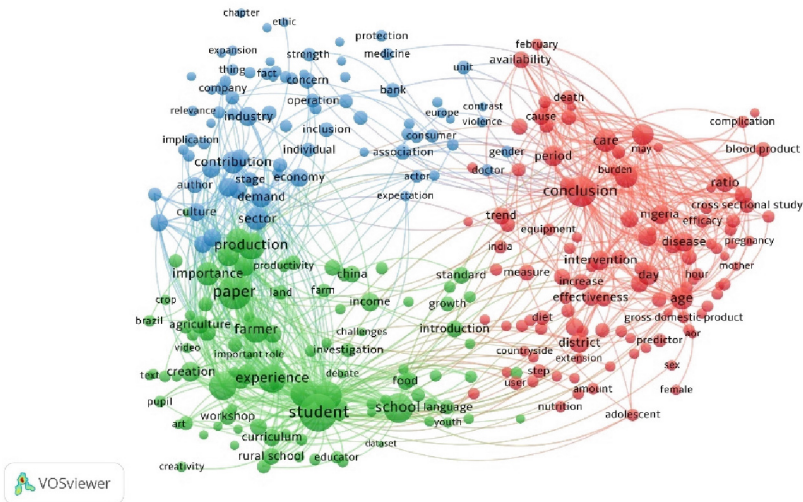 chapter
ethic
protection
february
expansion
strength
medicine
availability
thing
fact
concern
unit
company
bank
death
relevance
operation
contrast
cause
complication
industry
europe
violence
implication
inclusion
consumer
care
may
blood product
contribution
individual
association
gender
period
burden
author
stage
economy
actor
doctor
conclusion
ratio
demand
expectation
cross sectional study
culture
sector
trend
nigeria
efficacy
production
equipment
disease
pregnancy
india
importance
productivity
china
standard
measure
intervention
day
hour
mother
increase
crop
paper
land
farm
income
growth
effectiveness
age
brazil
agriculture
farmer
challenges
introduction
diet
gross domestic product
video
important role
investigation
district
predictor
aor
countryside
extension
text
creation
experience
debate
food
step
sex
user
amount
female
pupil
student
school
language
nutrition
art
workshop
youth
adolescent
curriculum
dataset
rural school
educator
creativity
VOSviewer